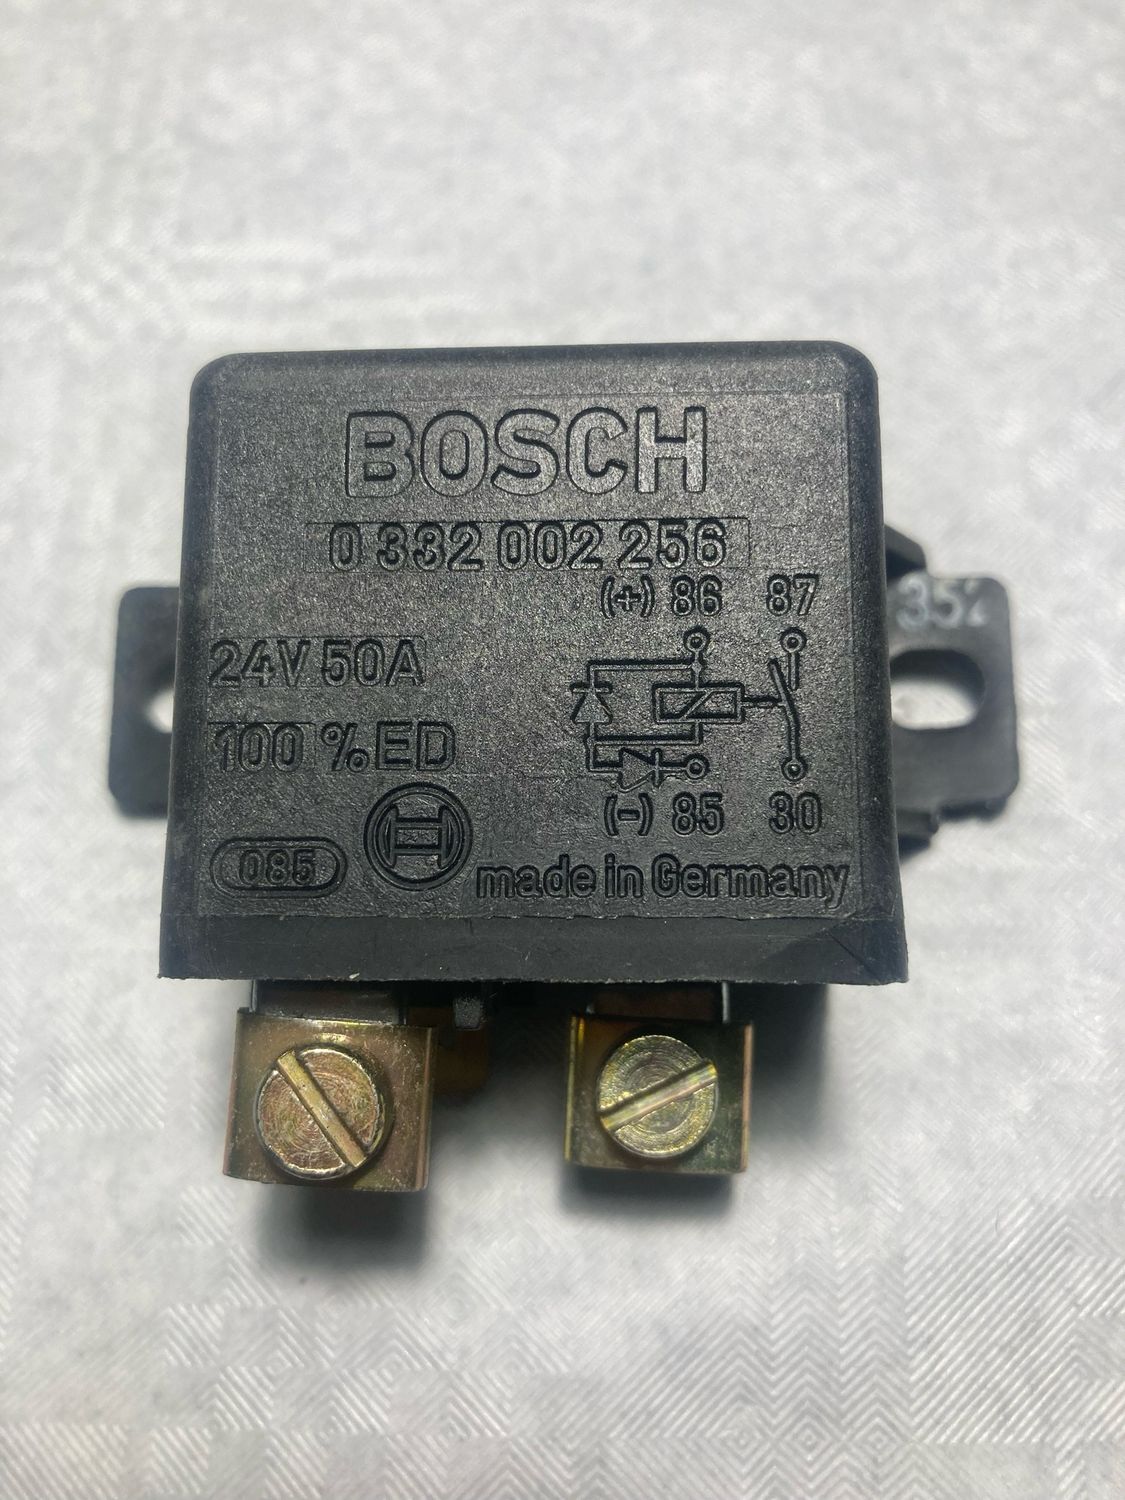 BOSCH
0 332 002 256
(+) 86 87
24V 50A
100 % ED
(-) 85 30
085
made in Germany